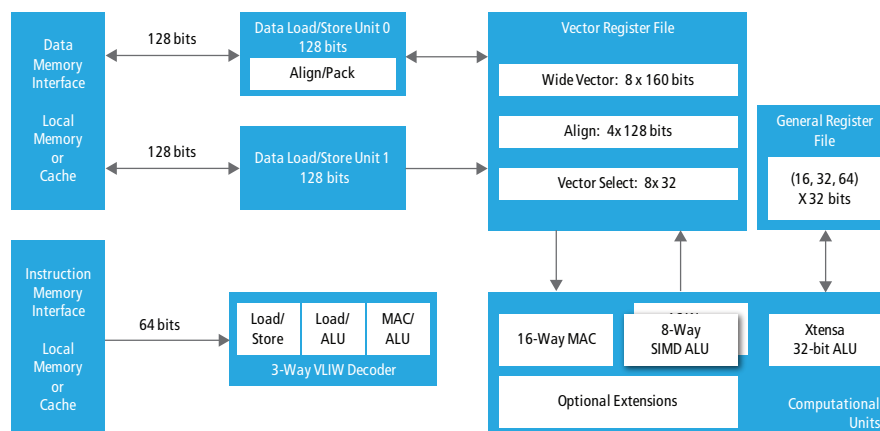 Data
Memory
Interface
Local
Memory
or
Cache
128 bits
128 bits
Data Load/Store Unit 0
128 bits
Align/Pack
Data Load/Store Unit 1
128 bits
Vector Register File
Wide Vector: 8 x 160 bits
Align: 4x 128 bits
Vector Select: 8x 32
General Register
File
(16, 32, 64)
X 32 bits
Instruction
Memory
Interface
Local
Memory
or
Cache
64 bits
Load/
Store
Load/
ALU
MAC/
ALU
3-Way VLIW Decoder
16-Way MAC
8-Way
SIMD ALU
Xtensa
32-bit ALU
Optional Extensions
Computational
Units